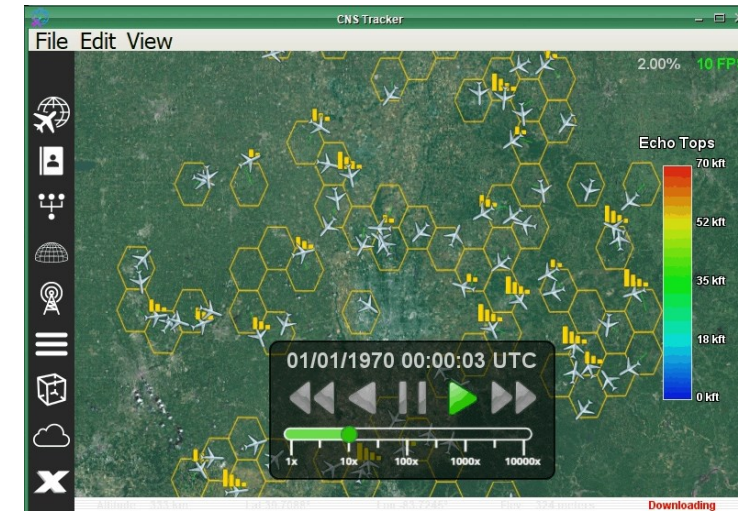 CNS Tracker
File Edit View
2.00% 10 FP
Echo Tops
70 kft
52 kft
35 kft
18 kft
0 kft
01/01/1970 00:00:03 UTC
1x 10x 100x 1000x 10000x
Downloading